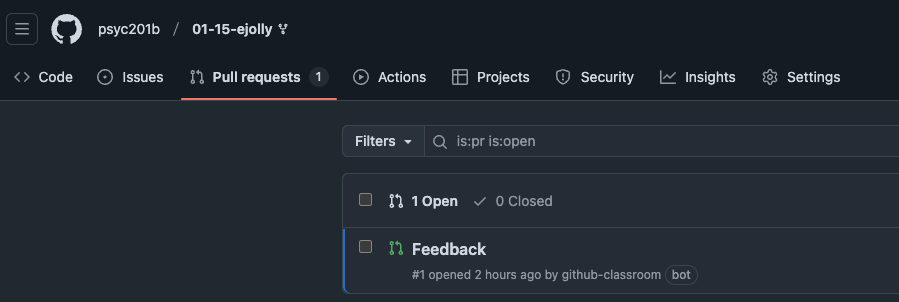 psyc201b / 01-15-ejolly
Code Issues Pull requests 1 Actions Projects Security Insights Settings
Filters is:pr is:open
1 Open 0 Closed
Feedback
#1 opened 2 hours ago by github-classroom bot